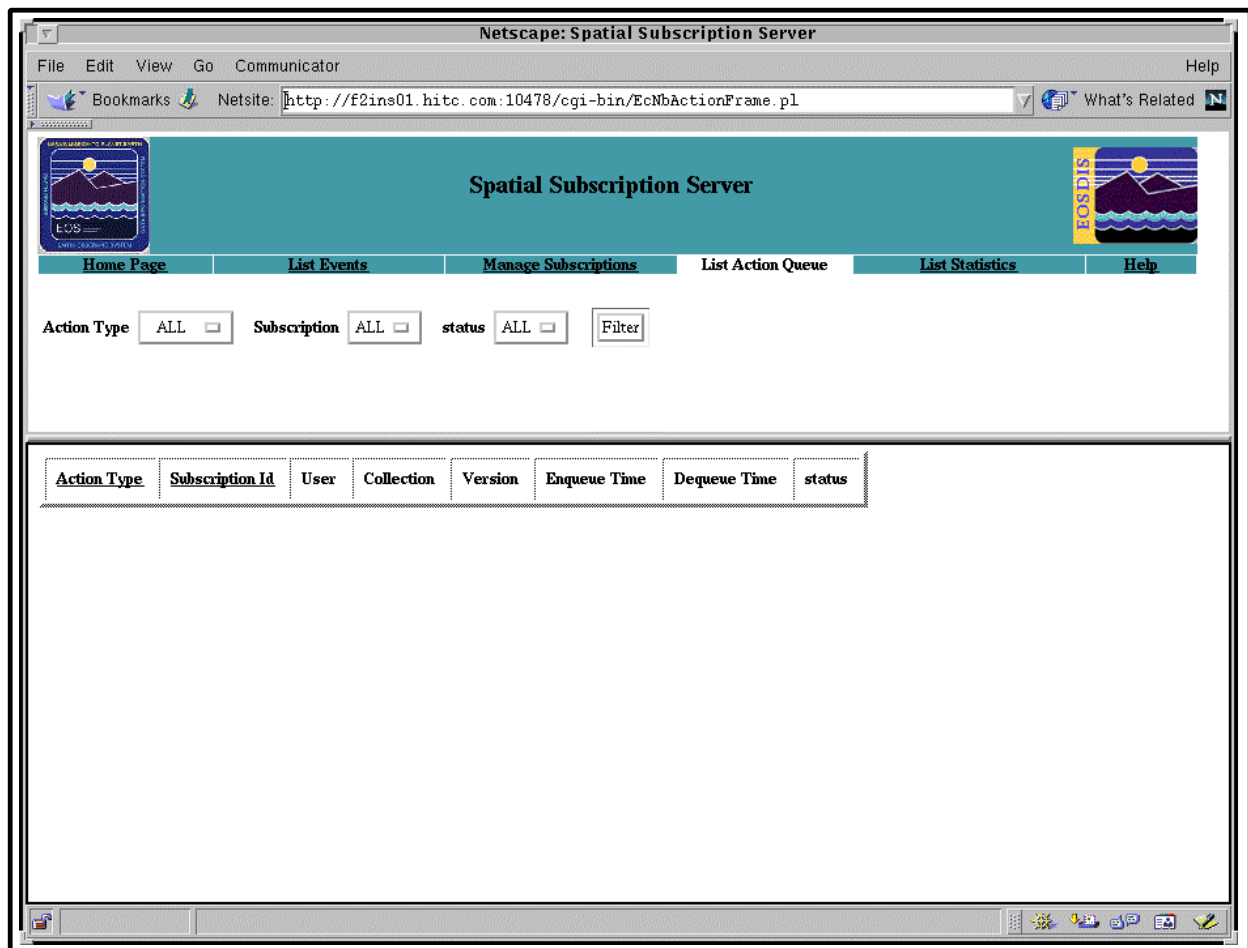 Netscape: Spatial Subscription Server
File Edit View Go Communicator Help
Bookmarks Netsite: http://f2ins01.hitc.com:10478/cgi-bin/EcNbActionFrame.pl What's Related N
EOS
Spatial Subscription Server
EOSDIS
Home Page List Events Manage Subscriptions List Action Queue List Statistics Help
Action Type ALL Subscription ALL status ALL Filter
Action Type Subscription Id User Collection Version Enqueue Time Dequeue Time status